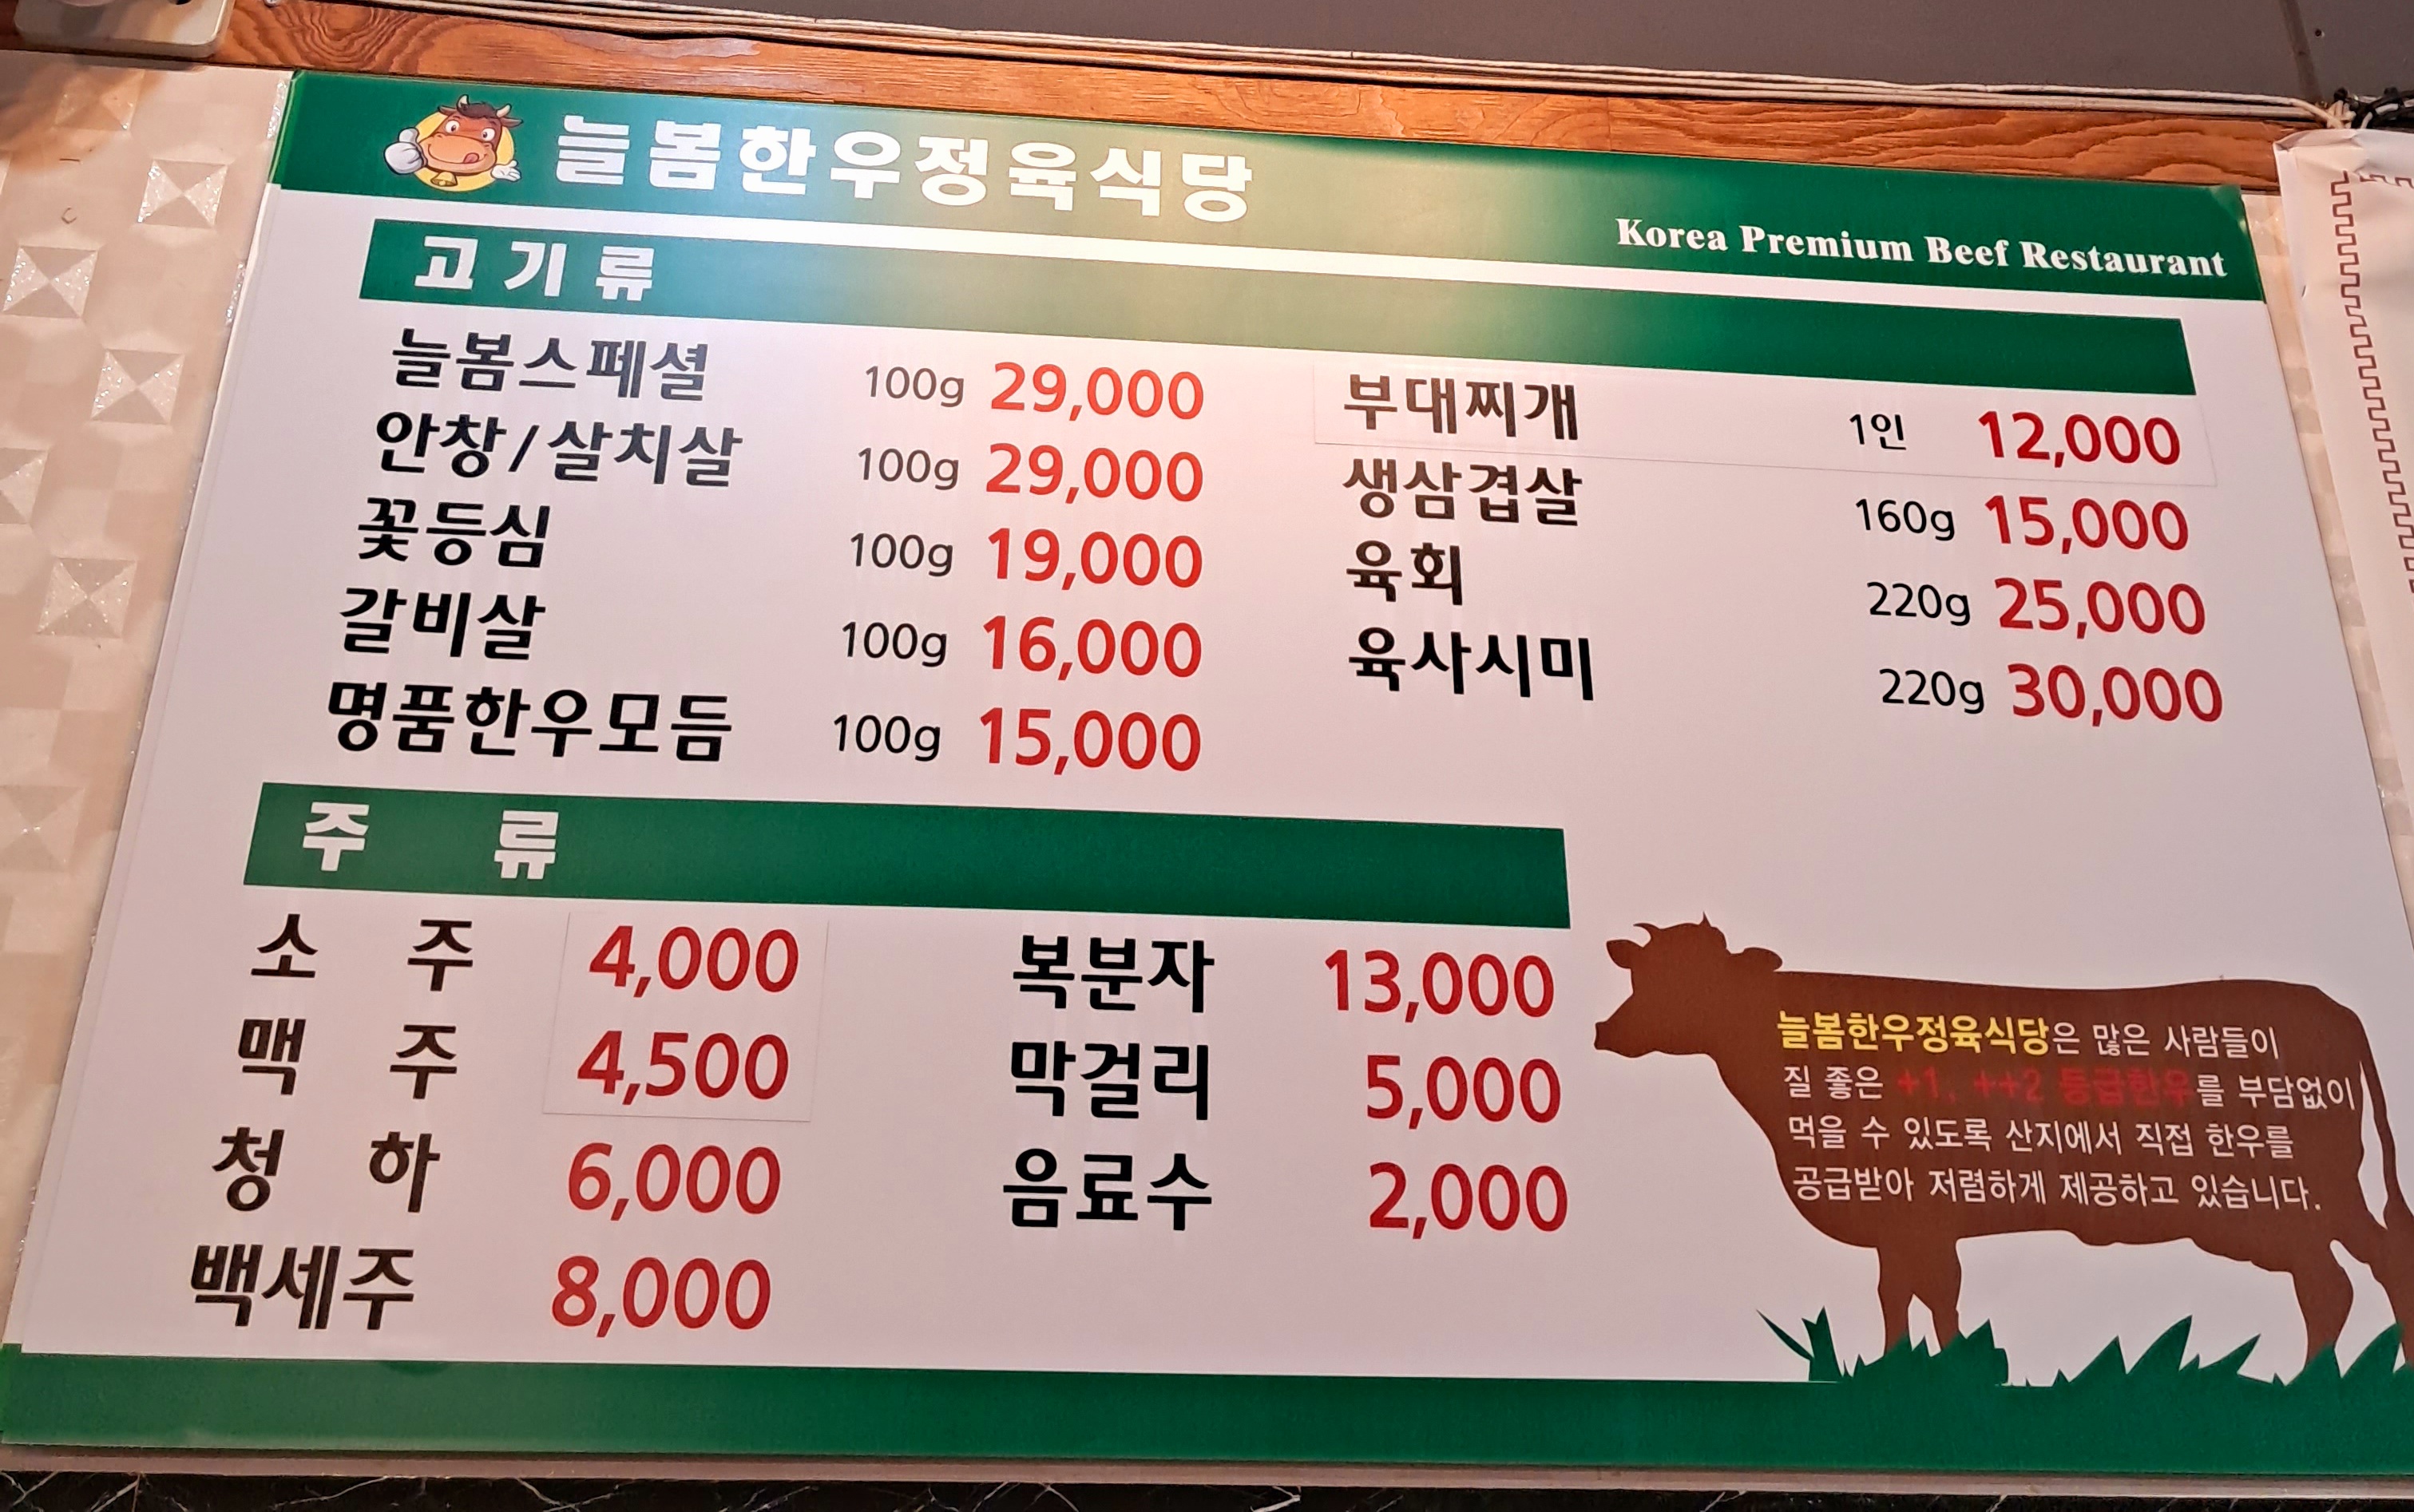 늘봄한우정육식당
Korea Premium Beef Restaurant
고기류
늘봄스페셜 100g 29,000
안창/살치살 100g 29,000
꽃등심 100g 19,000
갈비살 100g 16,000
명품한우모듬 100g 15,000
부대찌개 1인 12,000
생삼겹살 160g 15,000
육회 220g 25,000
육사시미 220g 30,000
주 류
소 주 4,000
맥 주 4,500
청 하 6,000
백세주 8,000
복분자 13,000
막걸리 5,000
음료수 2,000
늘봄한우정육식당은 많은 사람들이
질 좋은 +1, ++2 등급한우를 부담없이
먹을 수 있도록 산지에서 직접 한우를
공급받아 저렴하게 제공하고 있습니다.